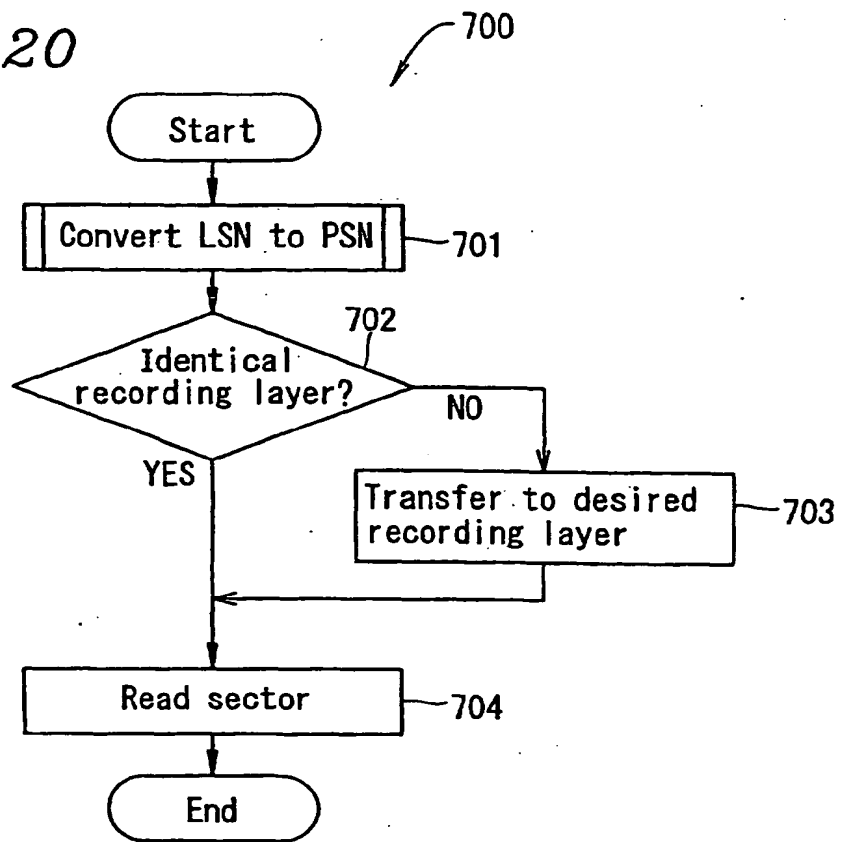 20
700
Start
Convert LSN to PSN
701
702
Identical
recording layer?
NO
YES
Transfer to desired
recording layer
703
Read sector
704
End